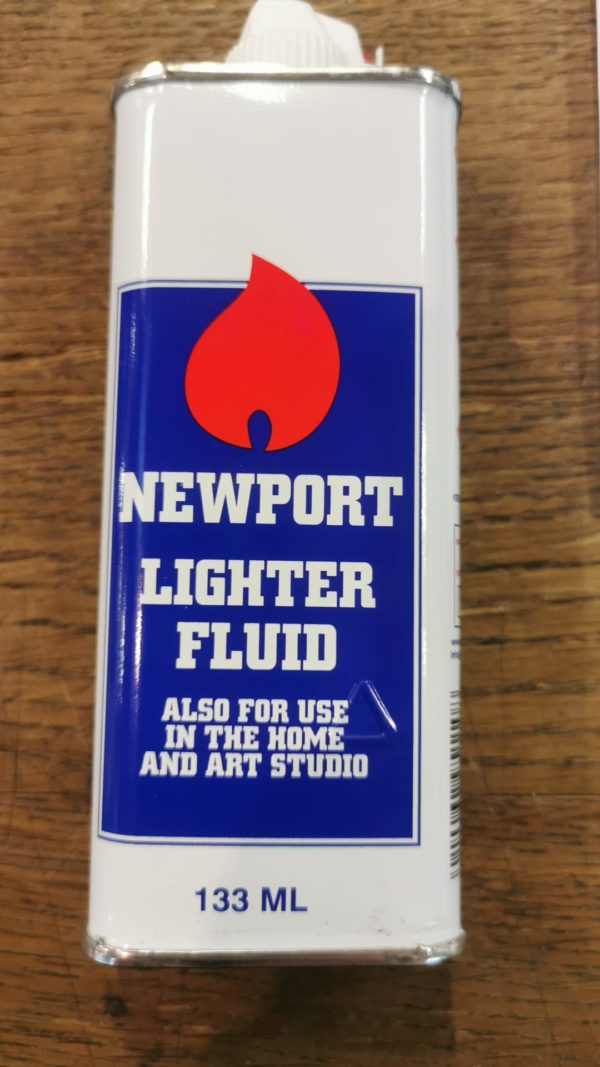 NEWPORT
LIGHTER
FLUID
ALSO FOR USE
IN THE HOME
AND ART STUDIO
133 ML